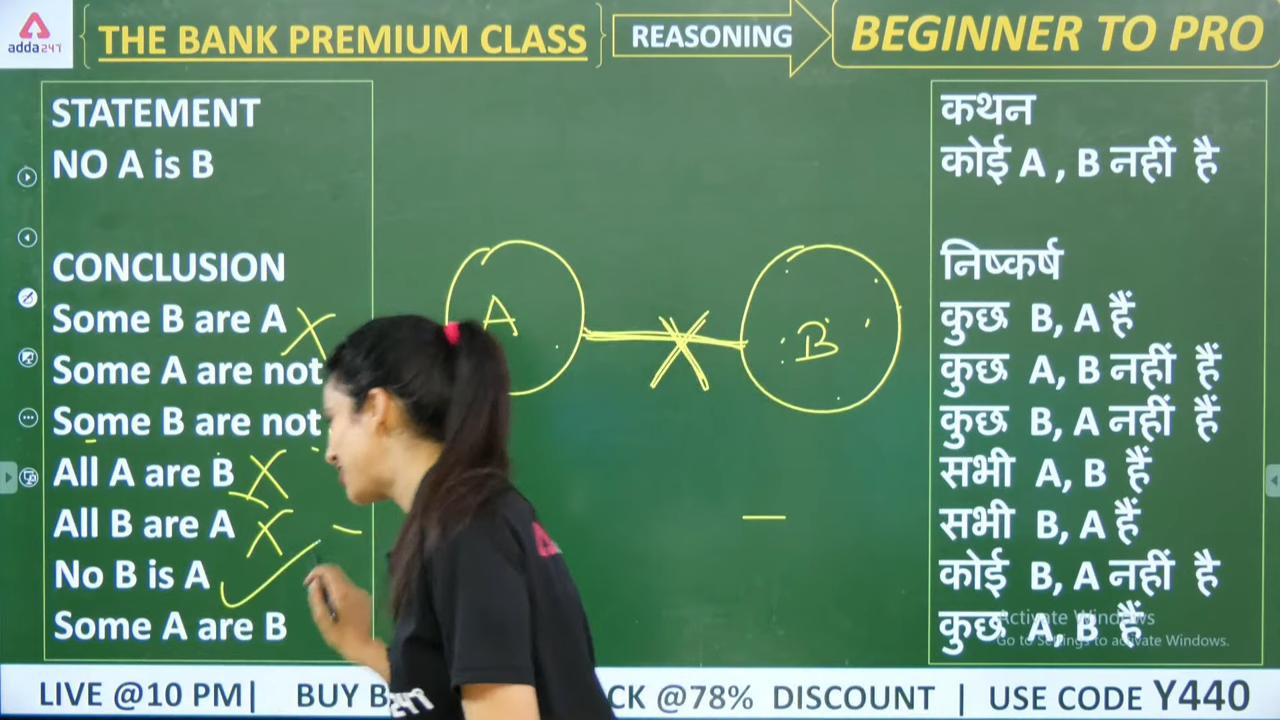 adda247
THE BANK PREMIUM CLASS
REASONING
BEGINNER TO PRO
STATEMENT
NO A is B
CONCLUSION
Some B are A
Some A are not
Some B are not
All A are B
All B are A
No B is A
Some A are B
A
B
कथन
कोई A , B नहीं है
निष्कर्ष
कुछ B, A हैं
कुछ A, B नहीं हैं
कुछ B, A नहीं हैं
सभी A, B हैं
सभी B, A हैं
कोई B, A नहीं है
कुछ A, B हैं
Activate Windows
Go to Settings to activate Windows.
LIVE @10 PM| BUY @78% DISCOUNT | USE CODE Y440